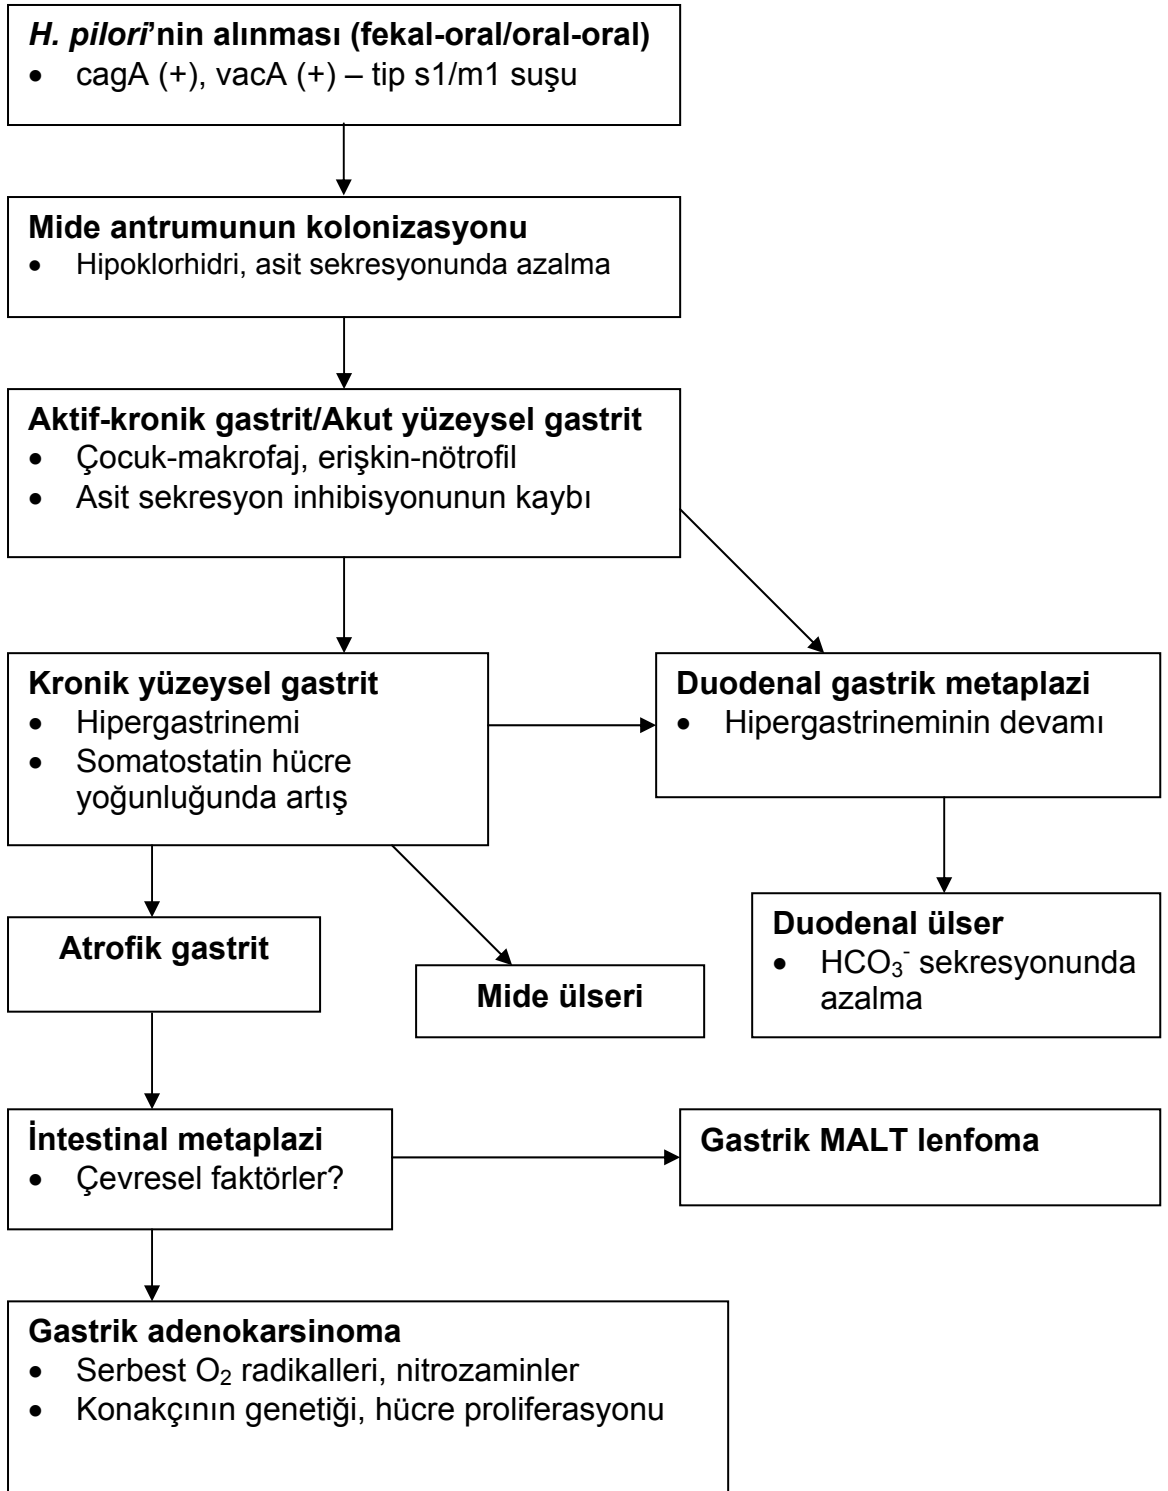 H. pilori’nin alınması (fekal-oral/oral-oral)
• cagA (+), vacA (+) – tip s1/m1 suşu
Mide antrumunun kolonizasyonu
• Hipoklorhidri, asit sekresyonunda azalma
Aktif-kronik gastrit/Akut yüzeysel gastrit
• Çocuk-makrofaj, erişkin-nötrofil
• Asit sekresyon inhibisyonunun kaybı
Kronik yüzeysel gastrit
• Hipergastrinemi
• Somatostatin hücre
yoğunluğunda artış
Duodenal gastrik metaplazi
• Hipergastrineminin devamı
Atrofik gastrit
Mide ülseri
Duodenal ülser
• HCO₃⁻ sekresyonunda
azalma
İntestinal metaplazi
• Çevresel faktörler?
Gastrik MALT lenfoma
Gastrik adenokarsinoma
• Serbest O₂ radikalleri, nitrozaminler
• Konakçının genetiği, hücre proliferasyonu